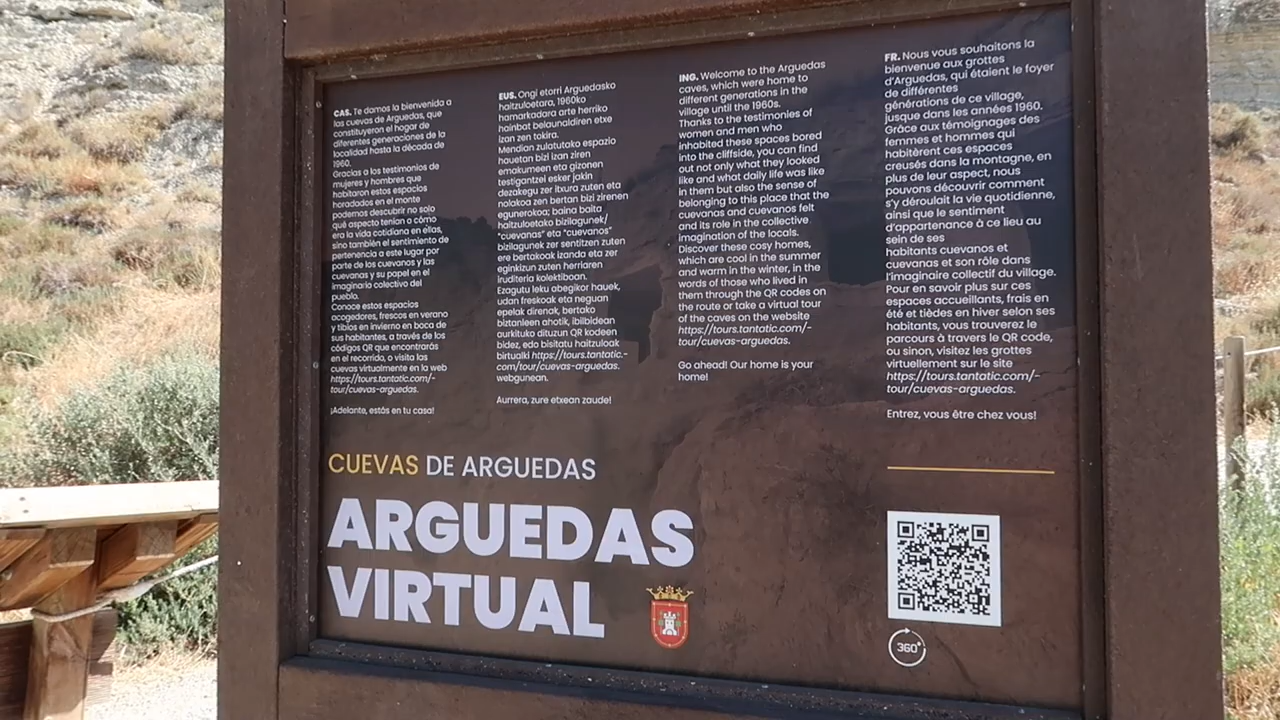 CAS. Te damos la bienvenida a
las cuevas de Arguedas, que
constituyeron el hogar de
diferentes generaciones de la
localidad hasta la década de
1960.
Gracias a los testimonios de
mujeres y hombres que
habitaron estos espacios
horadados en el monte
podemos descubrir no solo
qué aspecto tenían o cómo
era la vida cotidiana en ellas,
sino también el sentimiento de
pertenencia a este lugar por
parte de los cuevanos y las
cuevanas y su papel en el
imaginario colectivo del
pueblo.
Conoce estos espacios
acogedores, frescos en verano
y tibios en invierno en boca de
sus habitantes, a través de los
códigos QR que encontrarás
en el recorrido, o visita las
cuevas virtualmente en la web
https://tours.tantatic.com/-
tour/cuevas-arguedas.
¡Adelante, estás en tu casa!
EUS. Ongi etorri Arguedasko
haitzuloetara, 1960ko
hamarkadara arte herriko
hainbat belaunaldiren etxe
izan zen tokira.
Mendian zulatutako espazio
hauetan bizi izan ziren
emakumeen eta gizonen
testigantzei esker jakin
dezakegu zer itxura zuten eta
nolakoa zen bertan bizi zirenen
egunerokoa; baina baita
haitzuloetako bizilagunek/
"cuevanas" eta "cuevanos"
bizilagunek zer sentitzen zuten
ere bertakoak izanda eta zer
eginkizun zuten herriaren
iruditeria kolektiboan.
Ezagutu leku abegikor hauek,
udan freskoak eta neguan
epelak direnak, bertako
biztanleen ahotik, ibilbidean
aurkituko dituzun QR kodeen
bidez, eda bisitatu haitzuloak
birtualki https://tours.tantatic.-
com/tour/cuevas-arguedas.
webgunean.
Aurrera, zure etxean zaude!
ING. Welcome to the Arguedas
caves, which were home to
different generations in the
village until the 1960s.
Thanks to the testimonies of
women and men who
inhabited these spaces bored
into the cliffside, you can find
out not only what they looked
like and what daily life was like
in them but also the sense of
belonging to this place that the
cuevanas and cuevanos felt
and its role in the collective
imagination of the locals.
Discover these cosy homes,
which are cool in the summer
and warm in the winter, in the
words of those who lived in
them through the QR codes on
the route or take a virtual tour
of the caves on the website
https://tours.tantatic.com/-
tour/cuevas-arguedas.
Go ahead! Our home is your
home!
FR. Nous vous souhaitons la
bienvenue aux grottes
d'Arguedas, qui étaient le foyer
de différentes
générations de ce village,
jusque dans les années 1960.
Grâce aux témoignages des
femmes et hommes qui
habitèrent ces espaces
creusés dans la montagne, en
plus de leur aspect, nous
pouvons découvrir comment
s'y déroulait la vie quotidienne,
ainsi que le sentiment
d'appartenance à ce lieu au
sein de ses
habitants cuevanos et
cuevanas et son rôle dans
l'imaginaire collectif du village.
Pour en savoir plus sur ces
espaces accueillants, frais en
été et tièdes en hiver selon ses
habitants, vous trouverez le
parcours à travers le QR code,
ou sinon, visitez les grottes
virtuellement sur le site
https://tours.tantatic.com/-
tour/cuevas-arguedas.
Entrez, vous être chez vous!
CUEVAS DE ARGUEDAS
ARGUEDAS
VIRTUAL
360°